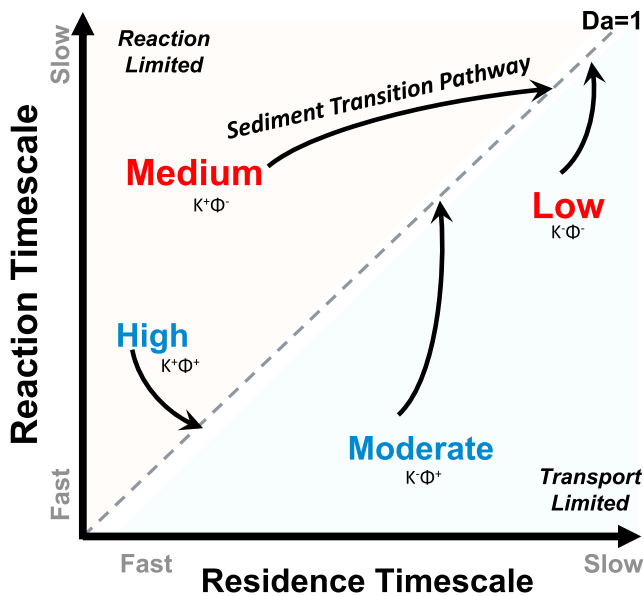 Da=1
Reaction
Limited
Slow
Sediment Transition Pathway
Medium
K⁺Φ⁻
Low
K⁻Φ⁻
Reaction Timescale
High
K⁺Φ⁺
Moderate
K⁻Φ⁺
Transport
Limited
Fast
Fast
Slow
Residence Timescale